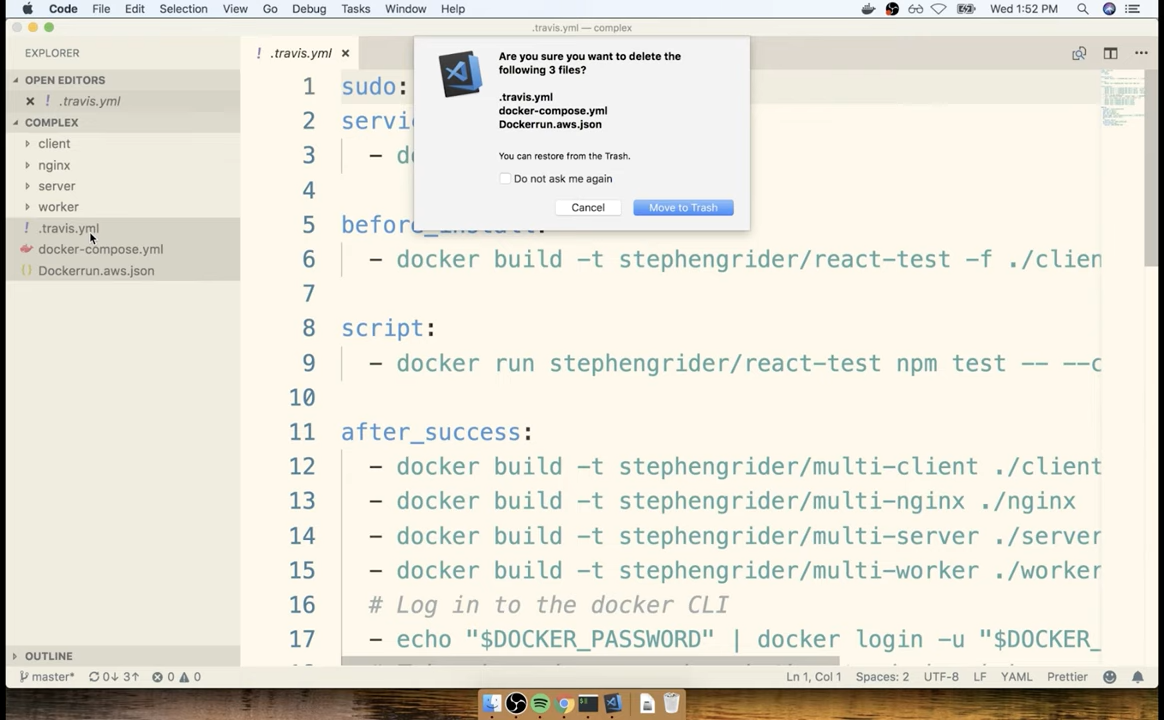 Code File Edit Selection View Go Debug Tasks Window Help Wed 1:52 PM
.travis.yml — complex
EXPLORER
! .travis.yml ×
OPEN EDITORS
× ! .travis.yml
COMPLEX
client
nginx
server
worker
! .travis.yml
docker-compose.yml
{} Dockerrun.aws.json
OUTLINE
Are you sure you want to delete the
following 3 files?
.travis.yml
docker-compose.yml
Dockerrun.aws.json
You can restore from the Trash.
Do not ask me again
Cancel Move to Trash
1 sudo:
2 servi
3 - do
4
5 before_install:
6 - docker build -t stephengrider/react-test -f ./clien
7
8 script:
9 - docker run stephengrider/react-test npm test -- --c
10
11 after_success:
12 - docker build -t stephengrider/multi-client ./client
13 - docker build -t stephengrider/multi-nginx ./nginx
14 - docker build -t stephengrider/multi-server ./server
15 - docker build -t stephengrider/multi-worker ./worker
16 # Log in to the docker CLI
17 - echo "$DOCKER_PASSWORD" | docker login -u "$DOCKER_
master* 0↓ 3↑ 0 0 Ln 1, Col 1 Spaces: 2 UTF-8 LF YAML Prettier